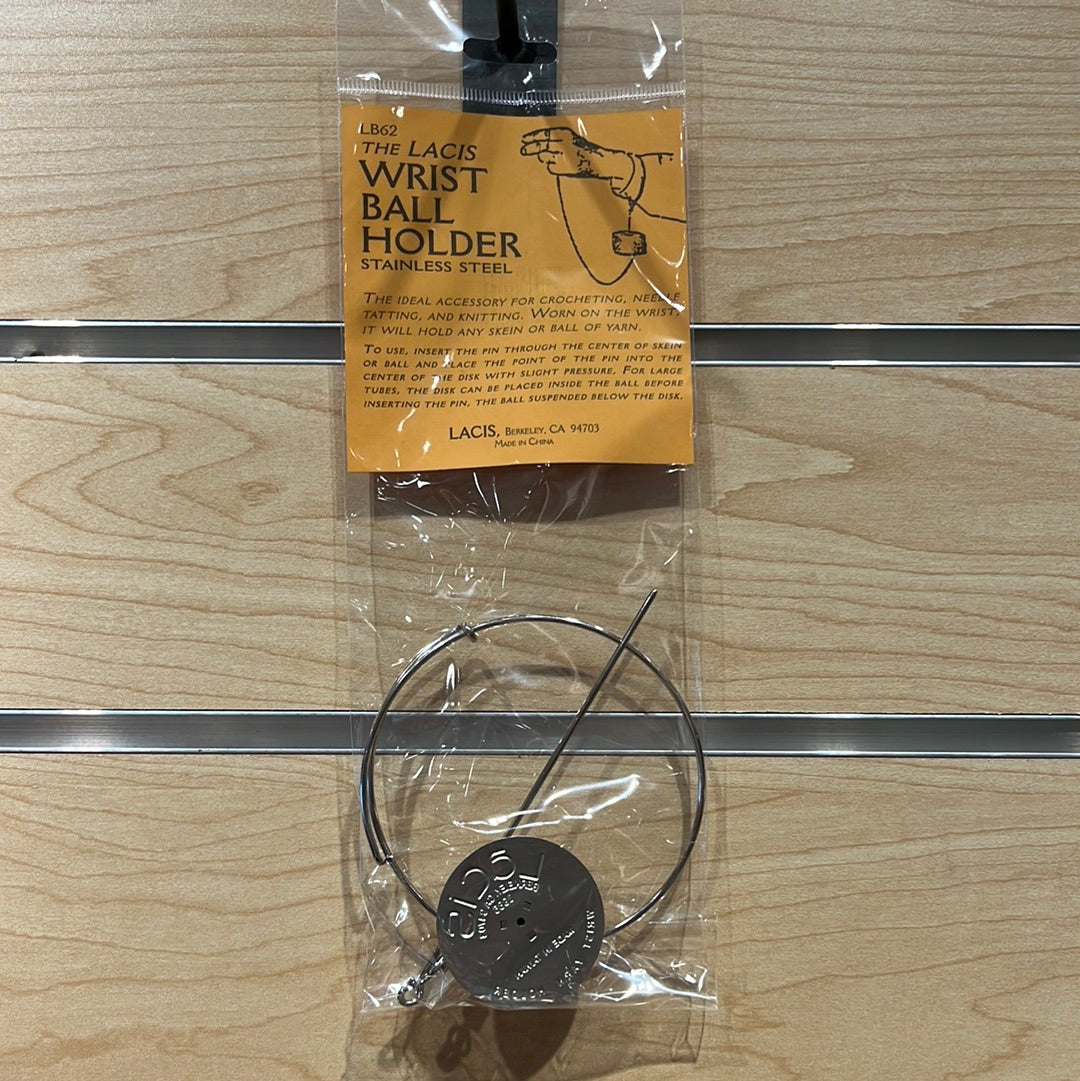 LB62
THE LACIS
WRIST
BALL
HOLDER
STAINLESS STEEL
THE IDEAL ACCESSORY FOR CROCHETING, NEEDLE
TATTING, AND KNITTING. WORN ON THE WRIST,
IT WILL HOLD ANY SKEIN OR BALL OF YARN.
TO USE, INSERT THE PIN THROUGH THE CENTER OF SKEIN
OR BALL AND PLACE THE POINT OF THE PIN INTO THE
CENTER OF THE DISK WITH SLIGHT PRESSURE. FOR LARGE
TUBES, THE DISK CAN BE PLACED INSIDE THE BALL BEFORE
INSERTING THE PIN, THE BALL SUSPENDED BELOW THE DISK.
LACIS, BERKELEY, CA 94703
MADE IN CHINA
Lacis